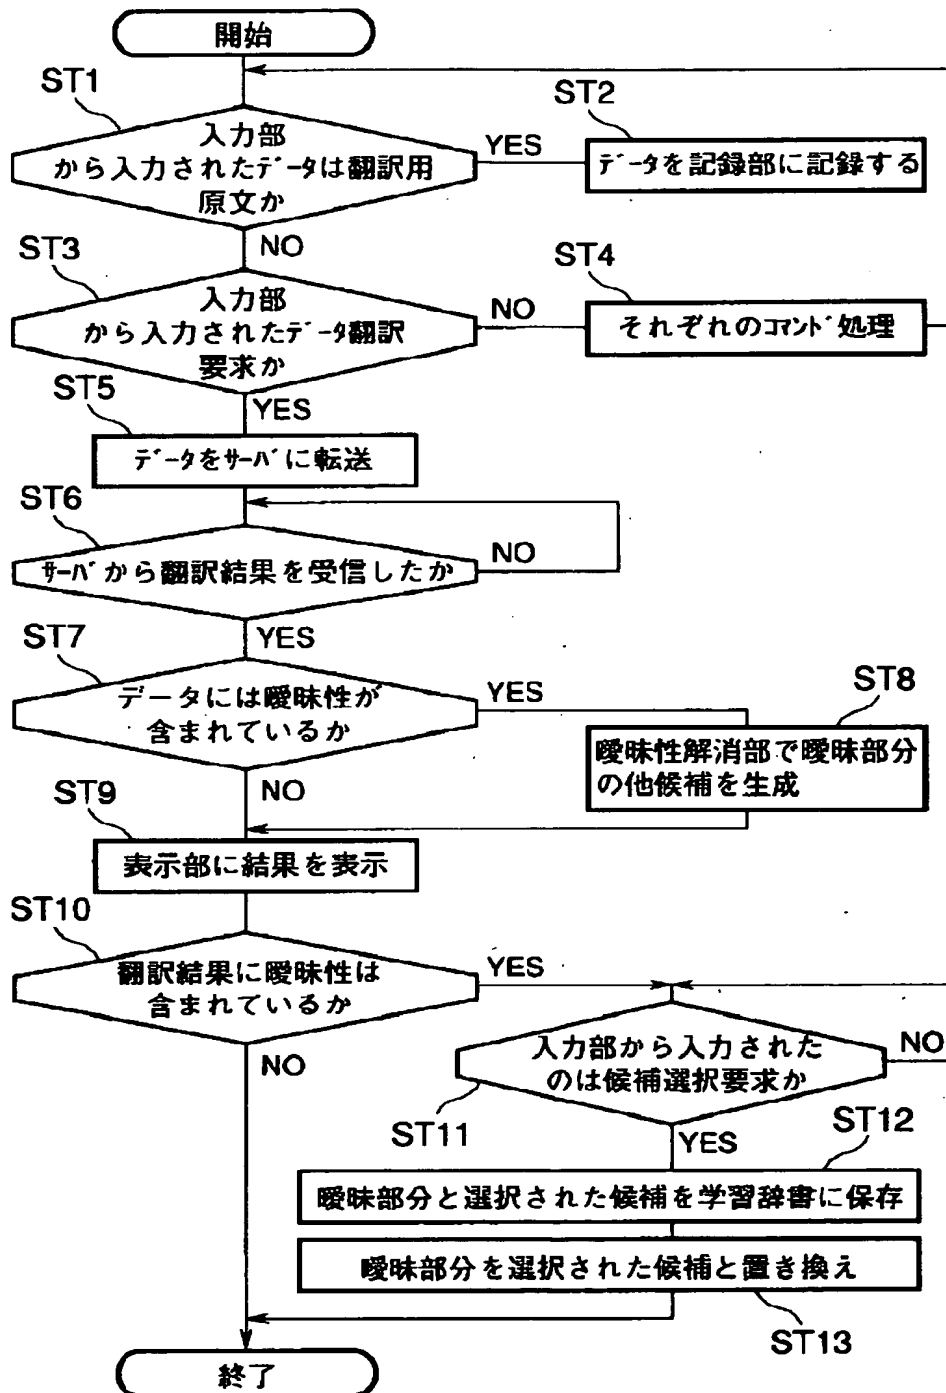 開始
ST1
入力部
から入力されたデータは翻訳用
原文か
YES
ST2
データを記録部に記録する
NO
ST3
入力部
から入力されたデータ翻訳
要求か
NO
ST4
それぞれのコマンド処理
YES
ST5
データをサーバに転送
ST6
サーバから翻訳結果を受信したか
NO
YES
ST7
データには曖昧性が
含まれているか
YES
ST8
曖昧性解消部で曖昧部分
の他候補を生成
NO
ST9
表示部に結果を表示
ST10
翻訳結果に曖昧性は
含まれているか
YES
NO
入力部から入力された
のは候補選択要求か
NO
ST11
YES
ST12
曖昧部分と選択された候補を学習辞書に保存
曖昧部分を選択された候補と置き換え
ST13
終了